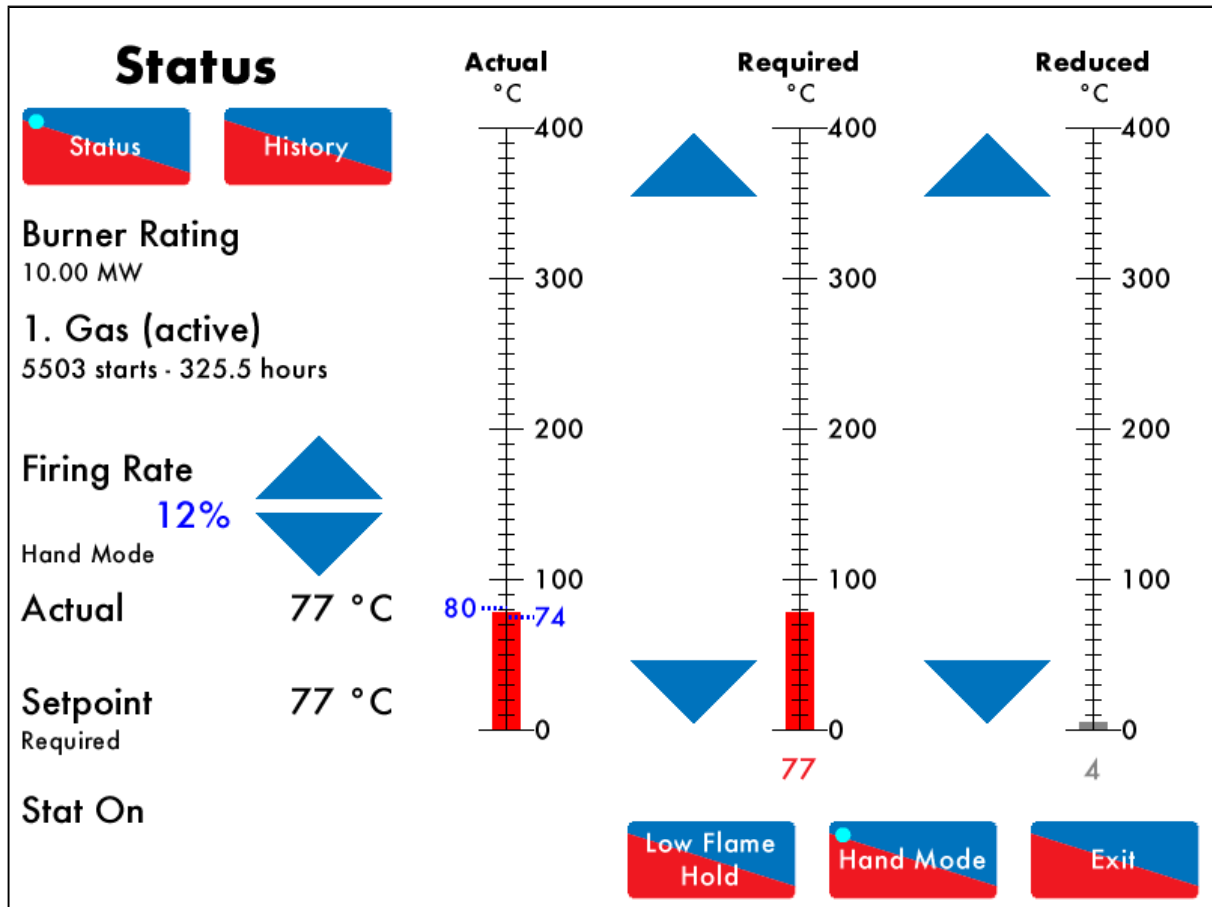 Status
Status
History
Burner Rating
10.00 MW
1. Gas (active)
5503 starts - 325.5 hours
Firing Rate
12%
Hand Mode
Actual 77 °C
Setpoint 77 °C
Required
Stat On
Actual
°C
400
300
200
100
80
74
0
Required
°C
400
300
200
100
0
77
Reduced
°C
400
300
200
100
0
4
Low Flame
Hold
Hand Mode
Exit